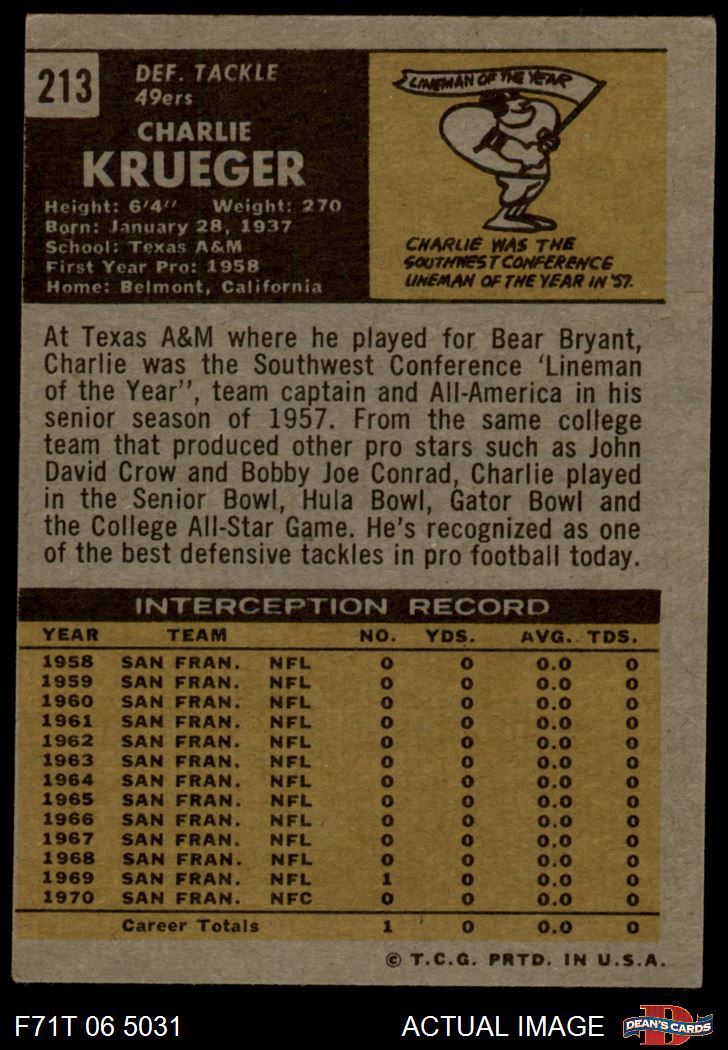 213
DEF. TACKLE
49ers
CHARLIE
KRUEGER
Height: 6'4" Weight: 270
Born: January 28, 1937
School: Texas A&M
First Year Pro: 1958
Home: Belmont, California
LINEMAN OF THE YEAR
CHARLIE WAS THE
SOUTHWEST CONFERENCE
LINEMAN OF THE YEAR IN '57.
At Texas A&M where he played for Bear Bryant,
Charlie was the Southwest Conference 'Lineman
of the Year", team captain and All-America in his
senior season of 1957. From the same college
team that produced other pro stars such as John
David Crow and Bobby Joe Conrad, Charlie played
in the Senior Bowl, Hula Bowl, Gator Bowl and
the College All-Star Game. He's recognized as one
of the best defensive tackles in pro football today.
INTERCEPTION RECORD
YEAR TEAM NO. YDS. AVG. TDS.
1958 SAN FRAN. NFL 0 0 0.0 0
1959 SAN FRAN. NFL 0 0 0.0 0
1960 SAN FRAN. NFL 0 0 0.0 0
1961 SAN FRAN. NFL 0 0 0.0 0
1962 SAN FRAN. NFL 0 0 0.0 0
1963 SAN FRAN. NFL 0 0 0.0 0
1964 SAN FRAN. NFL 0 0 0.0 0
1965 SAN FRAN. NFL 0 0 0.0 0
1966 SAN FRAN. NFL 0 0 0.0 0
1967 SAN FRAN. NFL 0 0 0.0 0
1968 SAN FRAN. NFL 0 0 0.0 0
1969 SAN FRAN. NFL 1 0 0.0 0
1970 SAN FRAN. NFC 0 0 0.0 0
Career Totals 1 0 0.0 0
© T.C.G. PRTD. IN U.S.A.
F71T 06 5031 ACTUAL IMAGE
D
DEAN'S CARDS